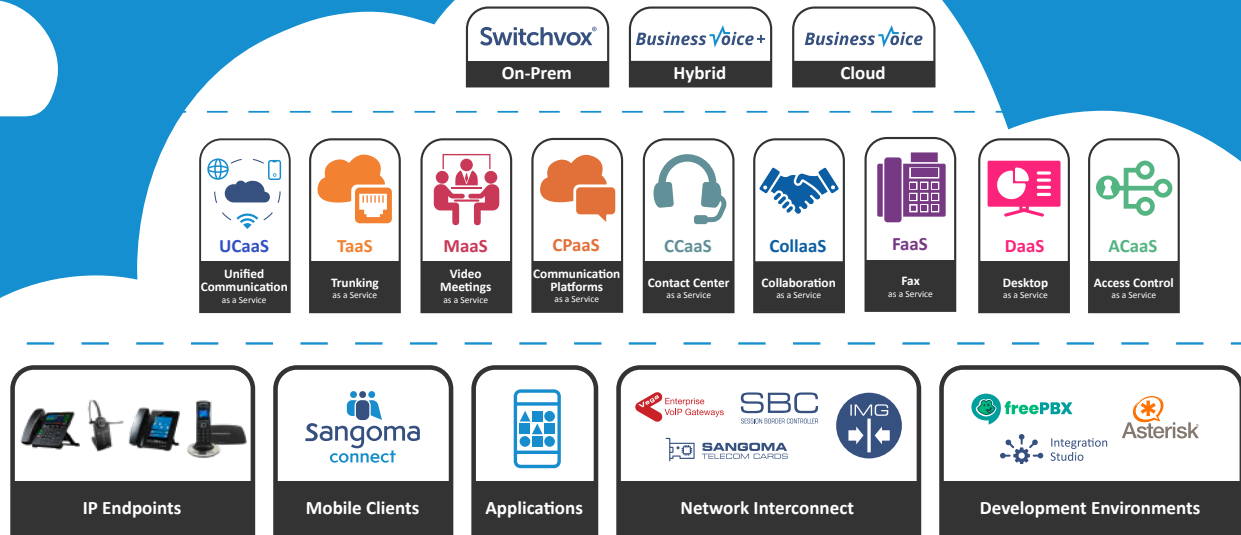 Switchvox®
On-Prem
Business Voice+
Hybrid
Business Voice
Cloud
UCaaS
Unified
Communication
as a Service
TaaS
Trunking
as a Service
MaaS
Video
Meetings
as a Service
CPaaS
Communication
Platforms
as a Service
CCaaS
Contact Center
as a Service
CollaaS
Collaboration
as a Service
FaaS
Fax
as a Service
DaaS
Desktop
as a Service
ACaaS
Access Control
as a Service
IP Endpoints
Sangoma
connect
Mobile Clients
Applications
Vega
Enterprise
VoIP Gateways
SBC
SESSION BORDER CONTROLLER
SANGOMA
TELECOM CARDS
IMG
Network Interconnect
freePBX
Integration
Studio
Asterisk
Development Environments